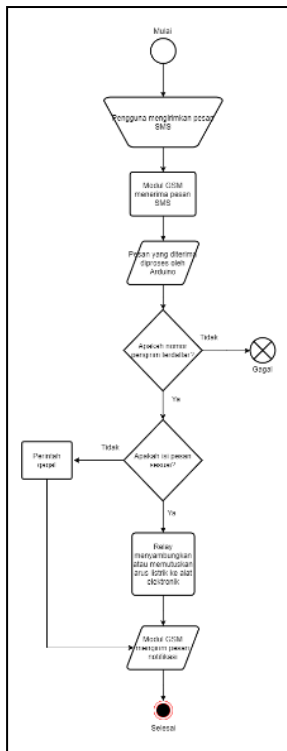 Mulai
Pengguna mengirimkan pesan
SMS
Modul GSM
menerima pesan
SMS
Pesan yang diterima
diproses oleh
Arduino
Apakah nomor
pengirim terdaftar?
Tidak
Gagal
Ya
Apakah isi pesan
sesuai?
Tidak
Perintah
gagal
Ya
Relay
menyambungkan
atau memutuskan
arus listrik ke alat
elektronik
Modul GSM
mengirim pesan
notifikasi
Selesai